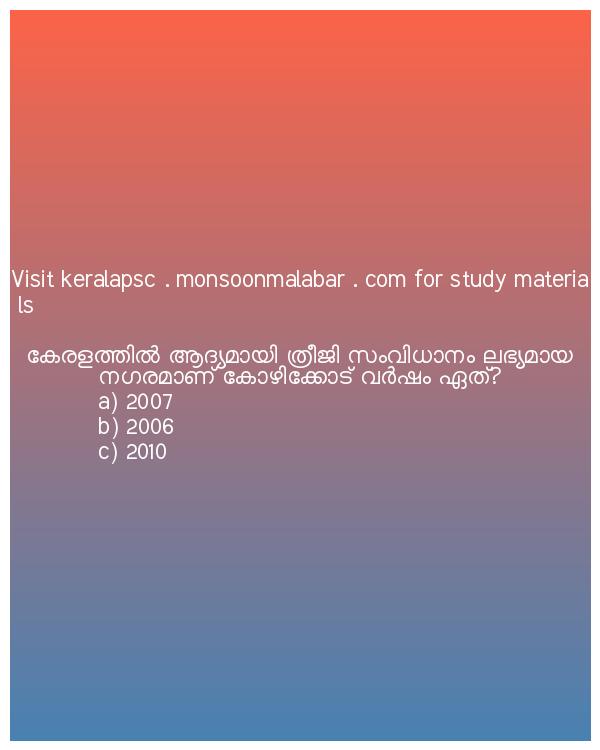 Visit keralapsc . monsoonmalabar . com for study materia
ls
കേരളത്തിൽ ആദ്യമായി ത്രീജി സംവിധാനം ലഭ്യമായ
നഗരമാണ് കോഴിക്കോട് വർഷം ഏത്?
a) 2007
b) 2006
c) 2010